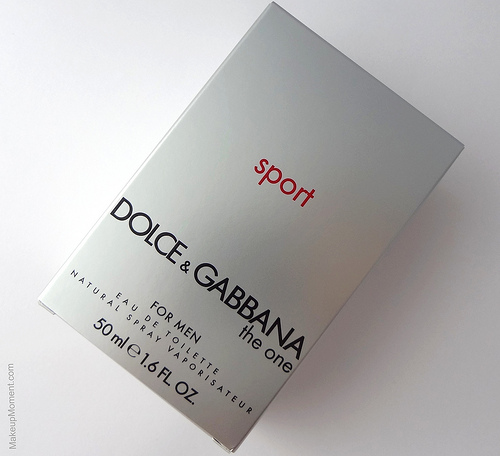 sport
DOLCE & GABBANA
the one
FOR MEN
EAU DE TOILETTE
NATURAL SPRAY VAPORISATEUR
50 ml ℮ 1.6 FL. OZ.
MakeupMoment.com